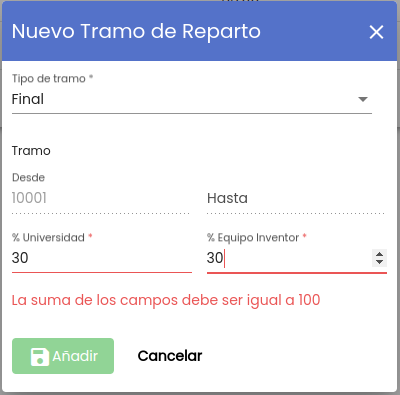 Nuevo Tramo de Reparto
Tipo de tramo *
Final
Tramo
Desde
10001
Hasta
% Universidad *
30
% Equipo Inventor *
30
La suma de los campos debe ser igual a 100
Añadir
Cancelar